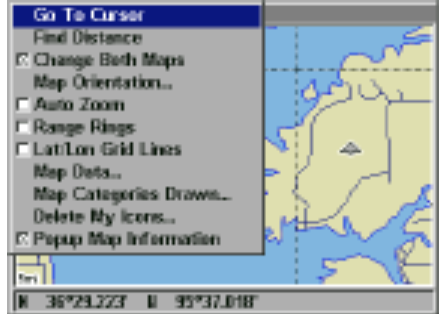 Go To Cursor
Find Distance
Change Both Maps
Map Orientation...
Auto Zoom
Range Rings
Lat/Lon Grid Lines
Map Data...
Map Categories Drawn...
Delete My Icons...
Popup Map Information
N 36°29.223' W 95°37.018'